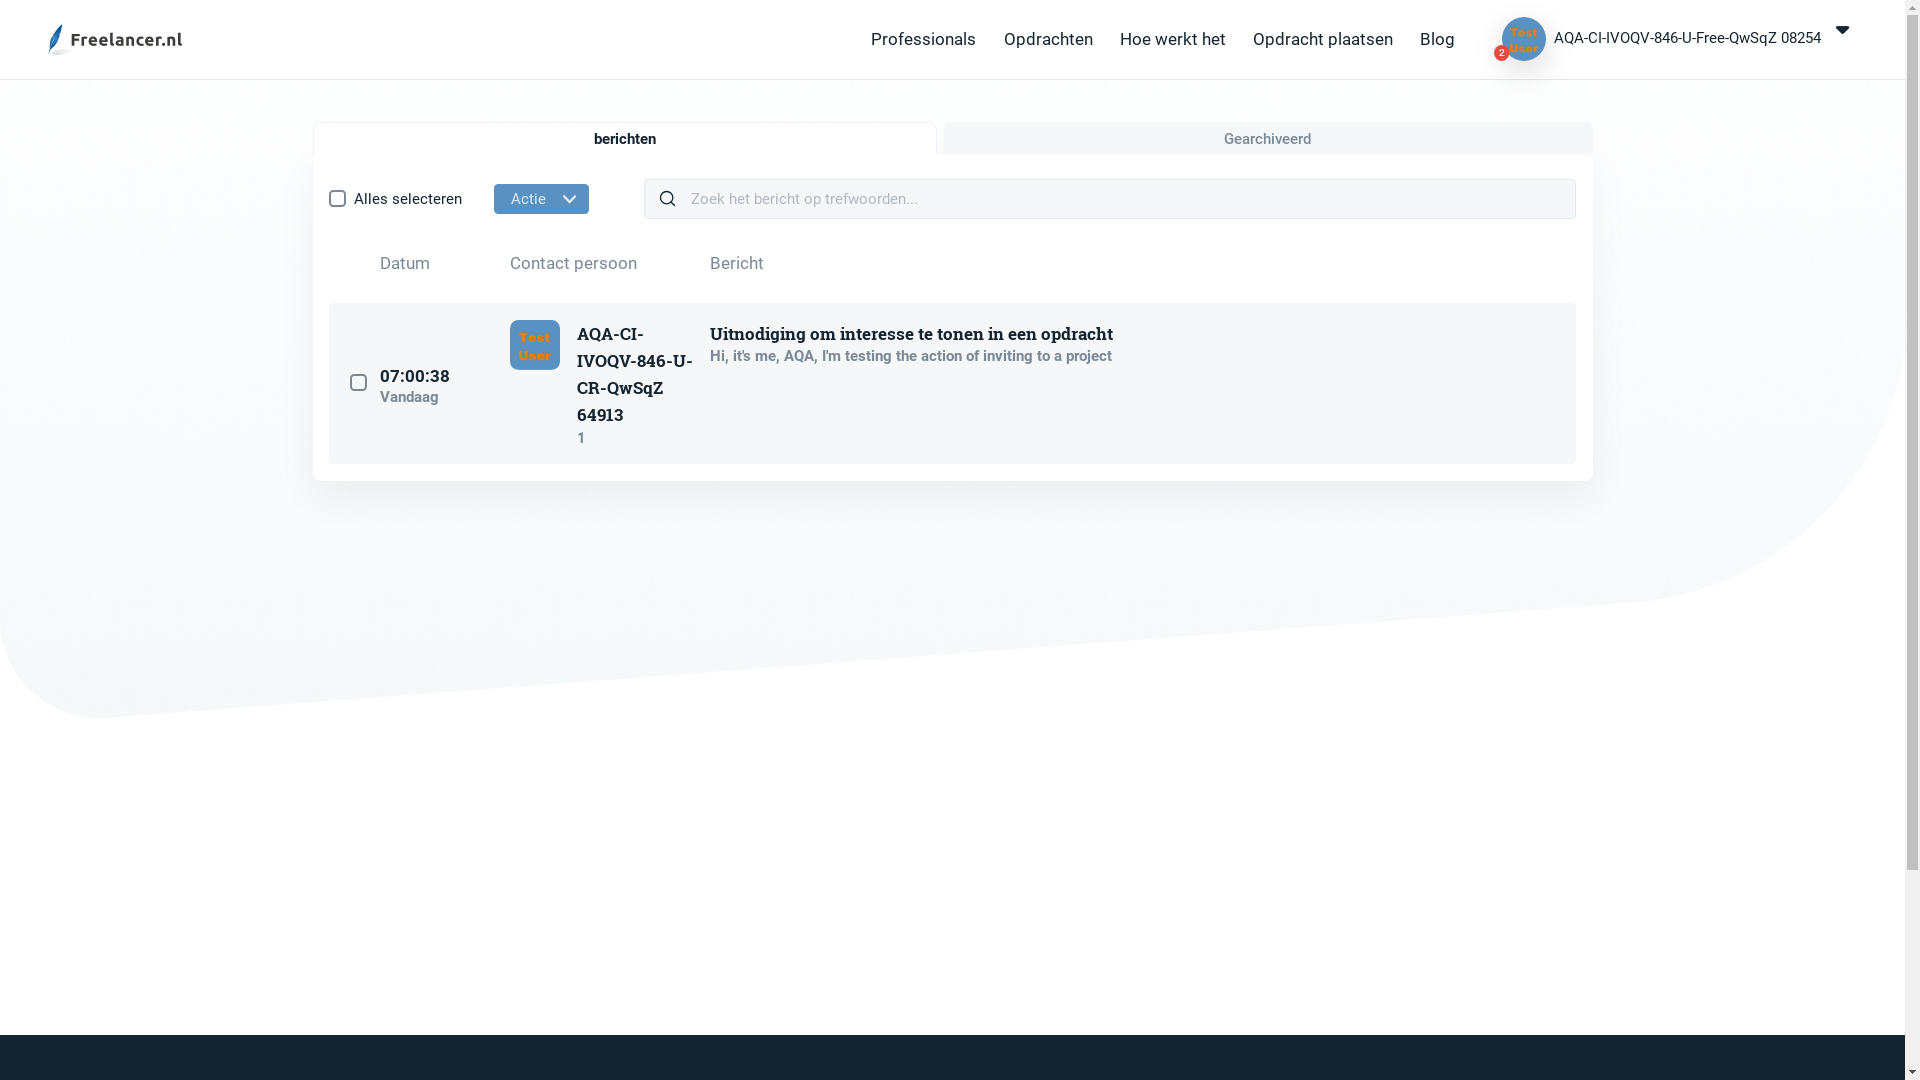 Freelancer.nl
Professionals
Opdrachten
Hoe werkt het
Opdracht plaatsen
Blog
Test
User
2
AQA-CI-IVOQV-846-U-Free-QwSqZ 08254
berichten
Gearchiveerd
Alles selecteren
Actie
Zoek het bericht op trefwoorden...
Datum
Contact persoon
Bericht
07:00:38
Vandaag
Test
User
AQA-CI-
IVOQV-846-U-
CR-QwSqZ
64913
1
Uitnodiging om interesse te tonen in een opdracht
Hi, it's me, AQA, I'm testing the action of inviting to a project